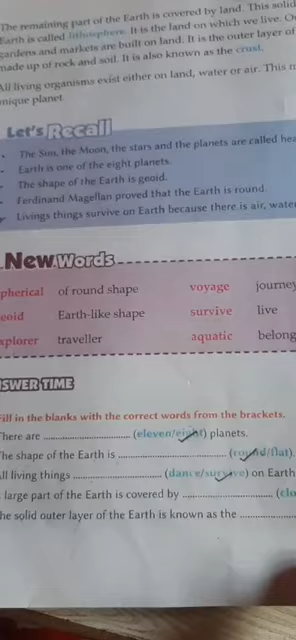 The remaining part of the Earth is covered by land. This solid
Earth is called lithosphere. It is the land on which we live. O
gardens and markets are built on land. It is the outer layer of
made up of rock and soil. It is also known as the crust.
All living organisms exist either on land, water or air. This m
unique planet.
Let's Recall
The Sun, the Moon, the stars and the planets are called hea
Earth is one of the eight planets.
The shape of the Earth is geoid.
Ferdinand Magellan proved that the Earth is round.
Livings things survive on Earth because there is air, water
New Words
pherical of round shape voyage journey
eoid Earth-like shape survive live
xplorer traveller aquatic belong
SWER TIME
Fill in the blanks with the correct words from the brackets.
There are ............ (eleven/eight) planets.
The shape of the Earth is ............ (round/flat).
All living things ............ (dance/survive) on Earth
large part of the Earth is covered by ............ (clo
he solid outer layer of the Earth is known as the ............